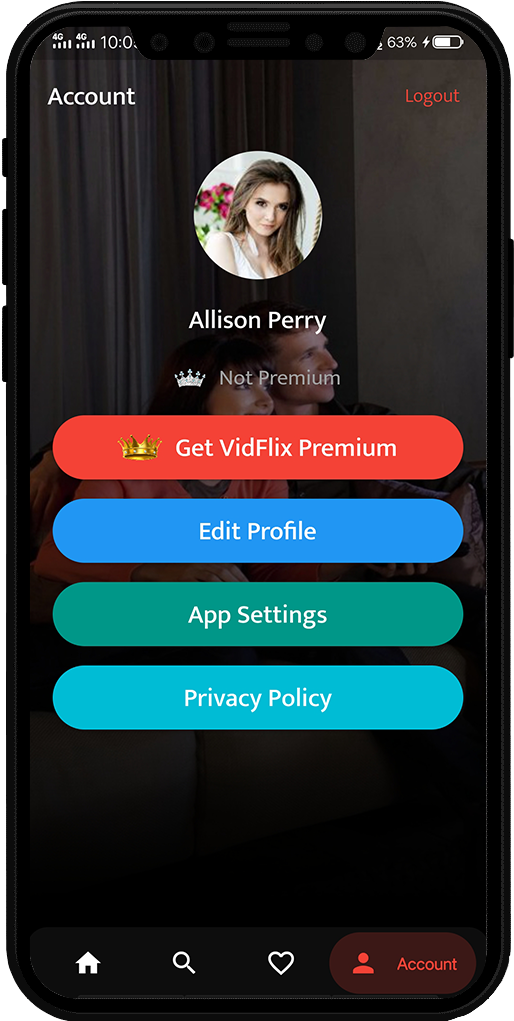 4G 4G 10:0
63%
Account
Logout
Allison Perry
Not Premium
Get VidFlix Premium
Edit Profile
App Settings
Privacy Policy
Account